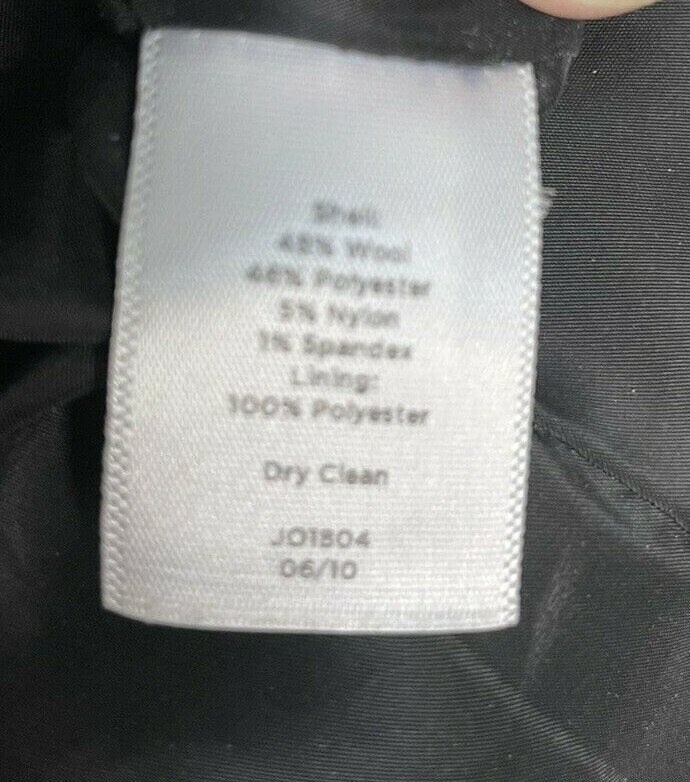 Shell:
48% Wool
46% Polyester
5% Nylon
1% Spandex
Lining:
100% Polyester
Dry Clean
JO1804
06/10